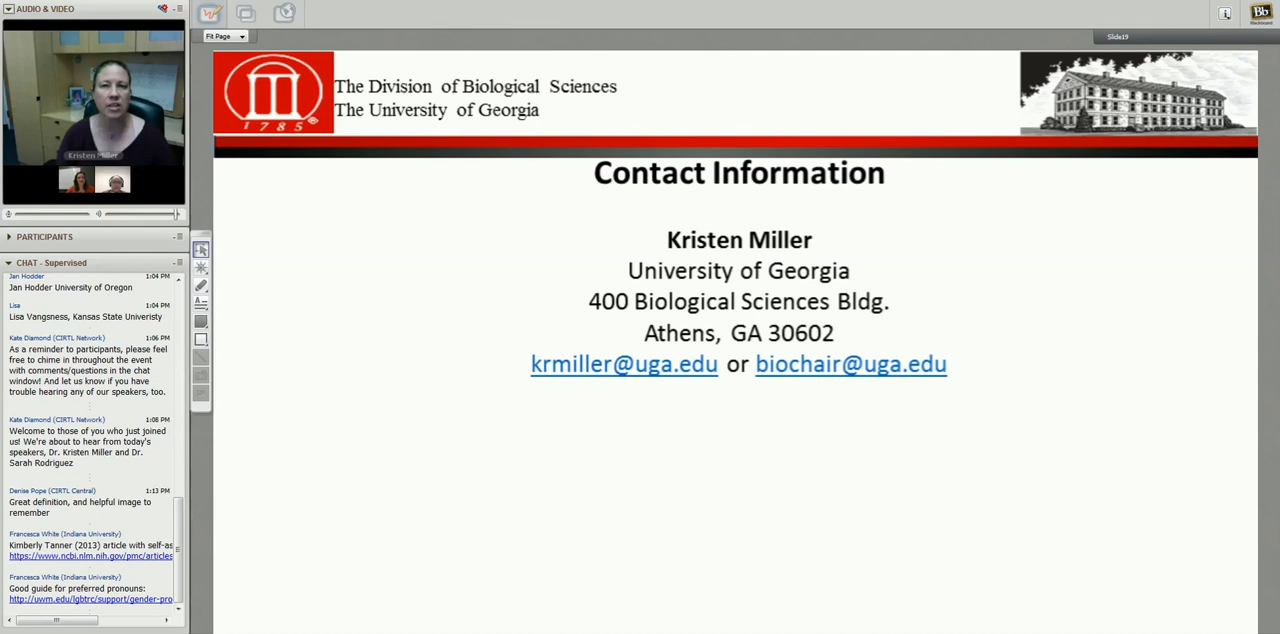 AUDIO & VIDEO
Kristen Miller
PARTICIPANTS
CHAT - Supervised
Jan Hodder 1:04 PM
Jan Hodder University of Oregon
Lisa 1:04 PM
Lisa Vangsness, Kansas State Univeristy
Kate Diamond (CIRTL Network) 1:06 PM
As a reminder to participants, please feel
free to chime in throughout the event
with comments/questions in the chat
window! And let us know if you have
trouble hearing any of our speakers, too.
Kate Diamond (CIRTL Network) 1:08 PM
Welcome to those of you who just joined
us! We're about to hear from today's
speakers, Dr. Kristen Miller and Dr.
Sarah Rodriguez
Denise Pope (CIRTL Central) 1:13 PM
Great definition, and helpful image to
remember
Francesca White (Indiana University)
Kimberly Tanner (2013) article with self-as
https://www.ncbi.nlm.nih.gov/pmc/articles
Francesca White (Indiana University)
Good guide for preferred pronouns:
http://uwm.edu/lgbtrc/support/gender-pro
Fit Page
Slide19
Bb
Blackboard
1785
The Division of Biological Sciences
The University of Georgia
Contact Information
Kristen Miller
University of Georgia
400 Biological Sciences Bldg.
Athens, GA 30602
krmiller@uga.edu or biochair@uga.edu